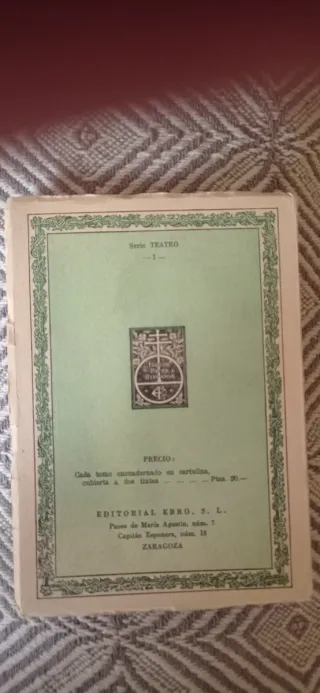 Serie TEATRO
— 1 —
PRECIO:
Cada tomo encuadernado en cartulina,
cubierta a dos tintas .. .. .. .. Ptas. 20.—
EDITORIAL EBRO, S. L.
Paseo de María Agustín, núm. 7
Capitán Esponera, núm. 18
ZARAGOZA